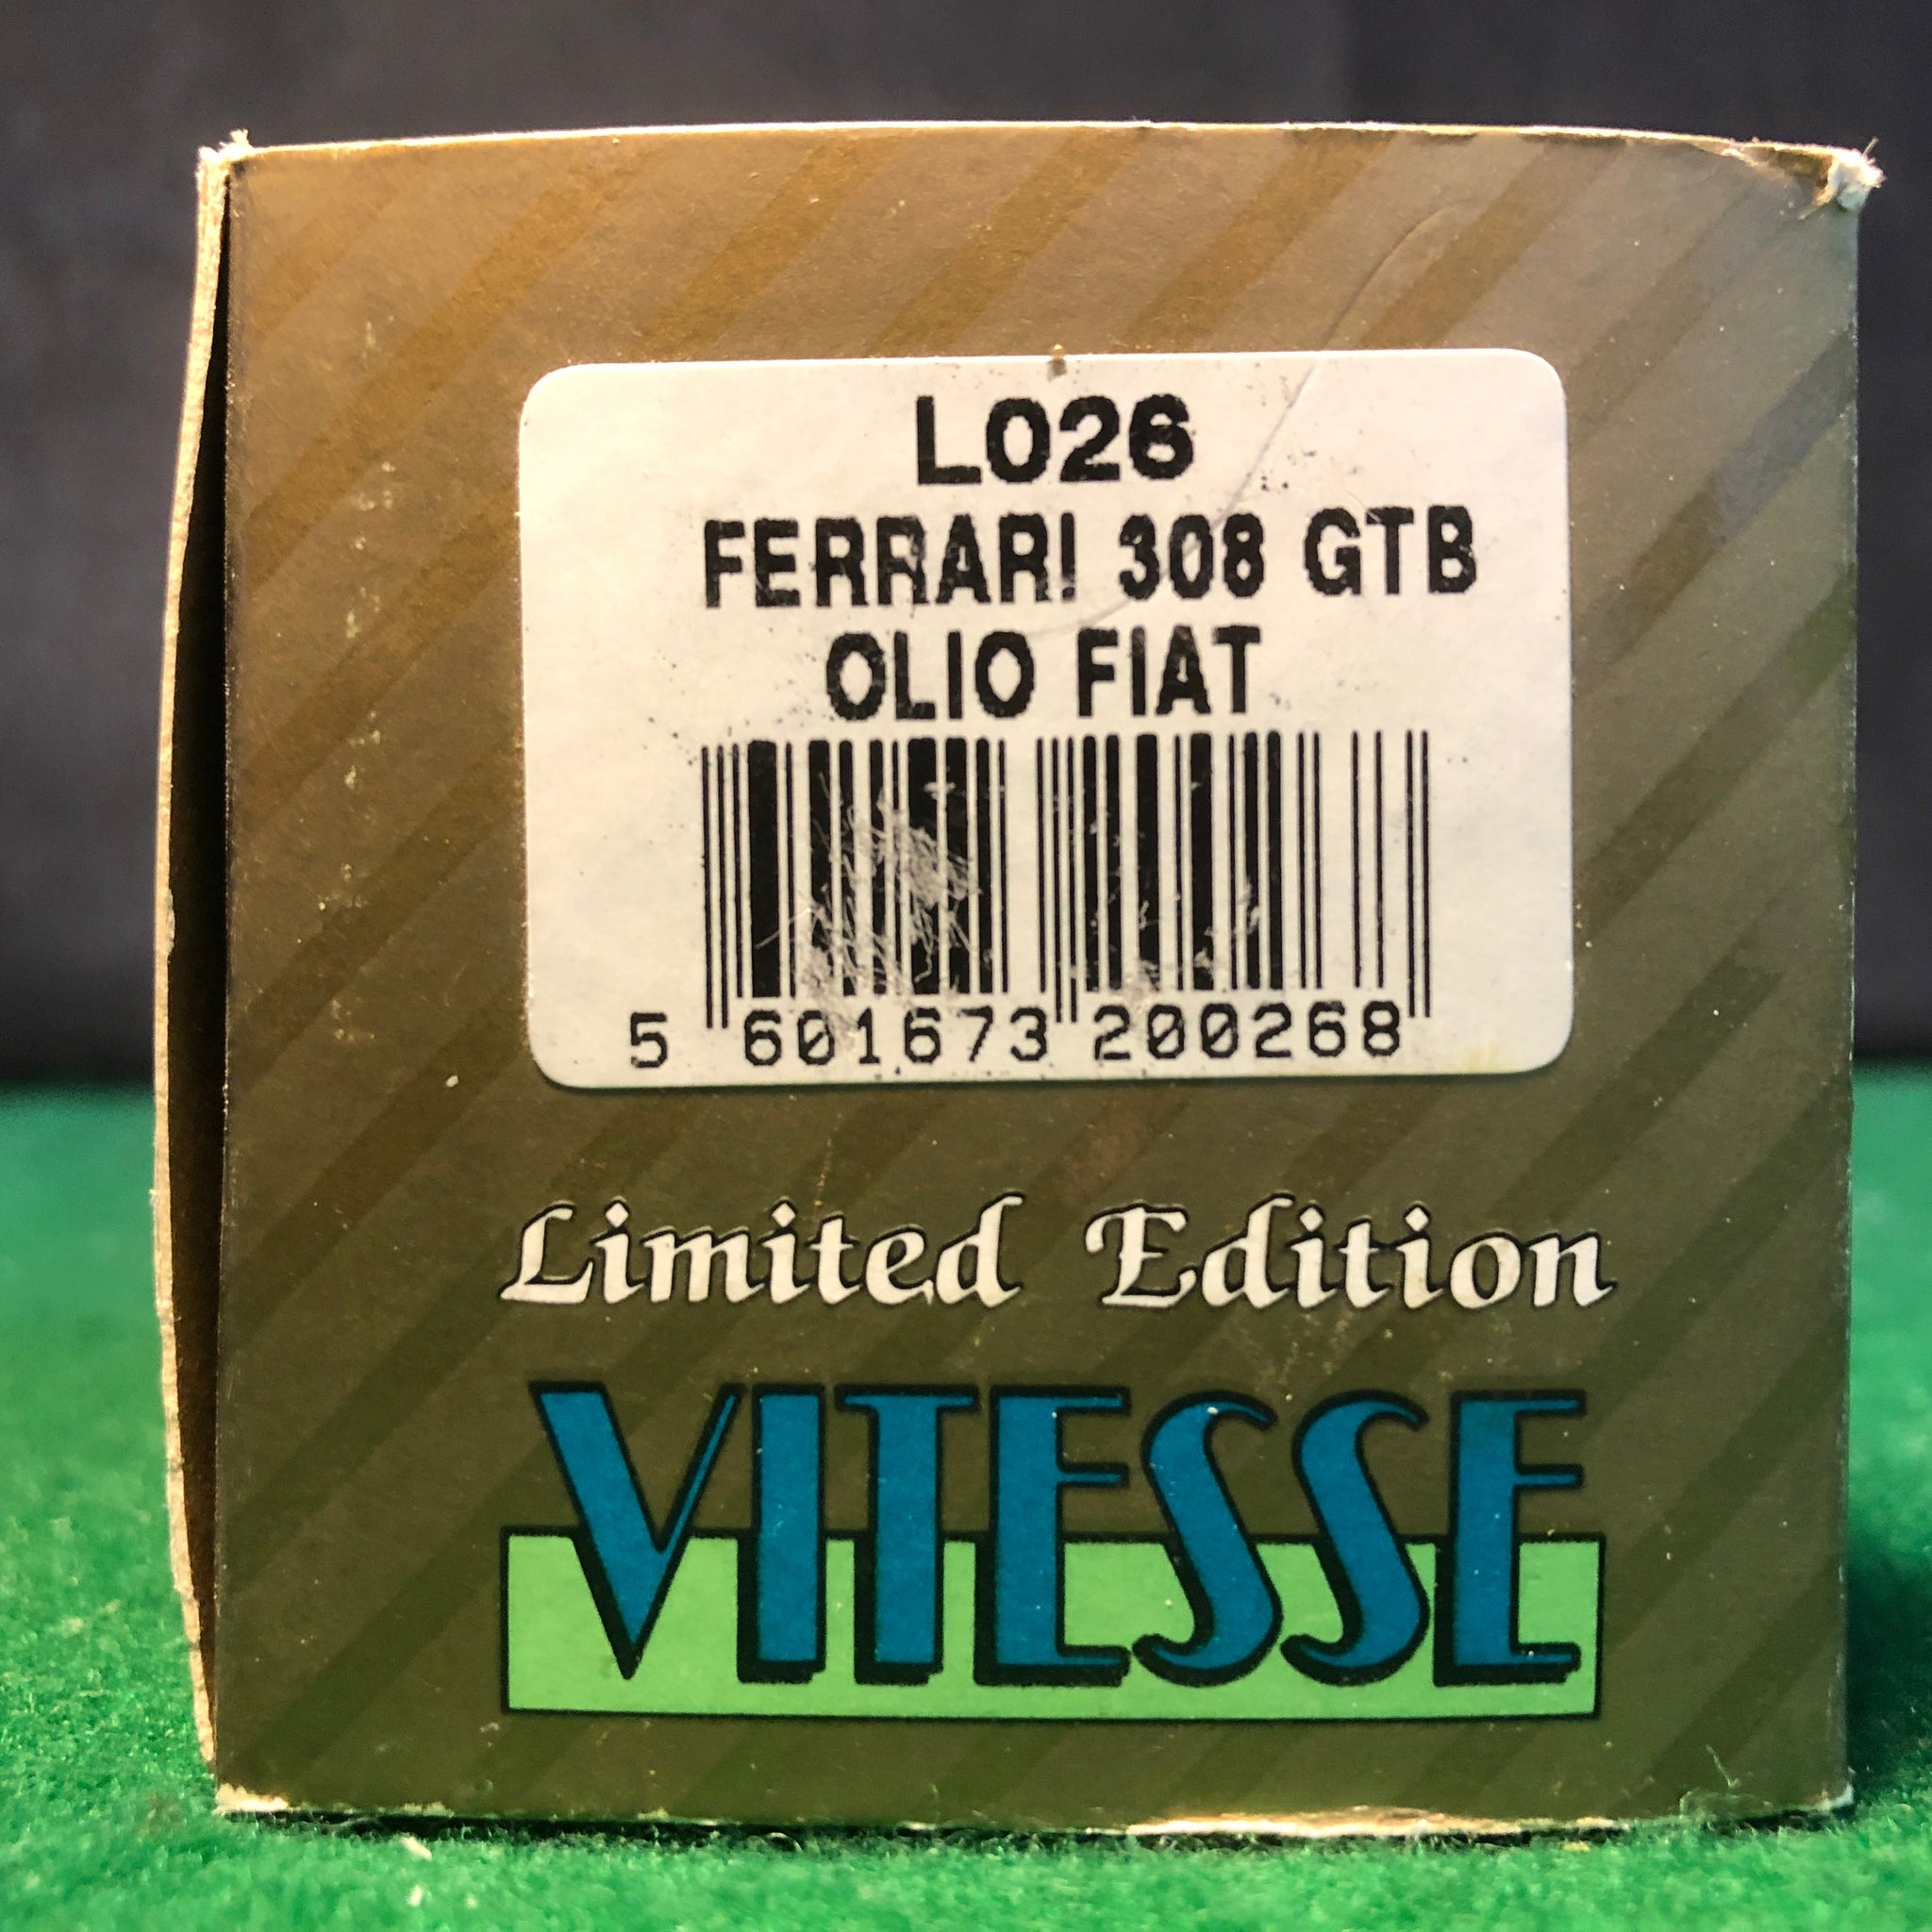 L026
FERRARI 308 GTB
OLIO FIAT
5 601673 200268
Limited Edition
VITESSE